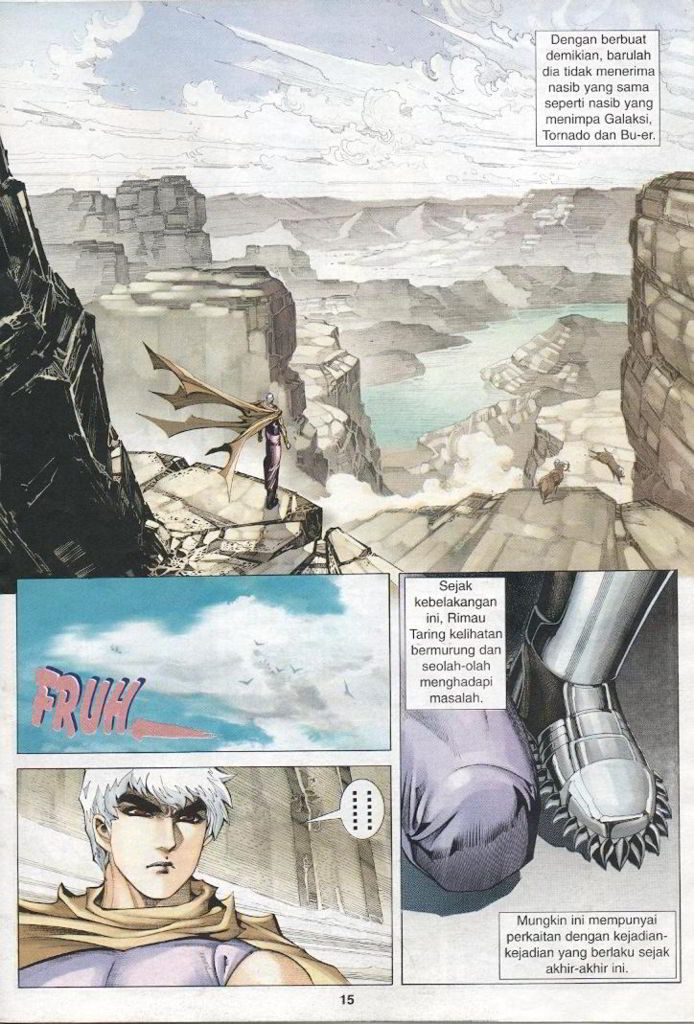 Dengan berbuat
demikian, barulah
dia tidak menerima
nasib yang sama
seperti nasib yang
menimpa Galaksi,
Tornado dan Bu-er.
FRUH
Sejak
kebelakangan
ini, Rimau
Taring kelihatan
bermurung dan
seolah-olah
menghadapi
masalah.
Mungkin ini mempunyai
perkaitan dengan kejadian-
kejadian yang berlaku sejak
akhir-akhir ini.
15